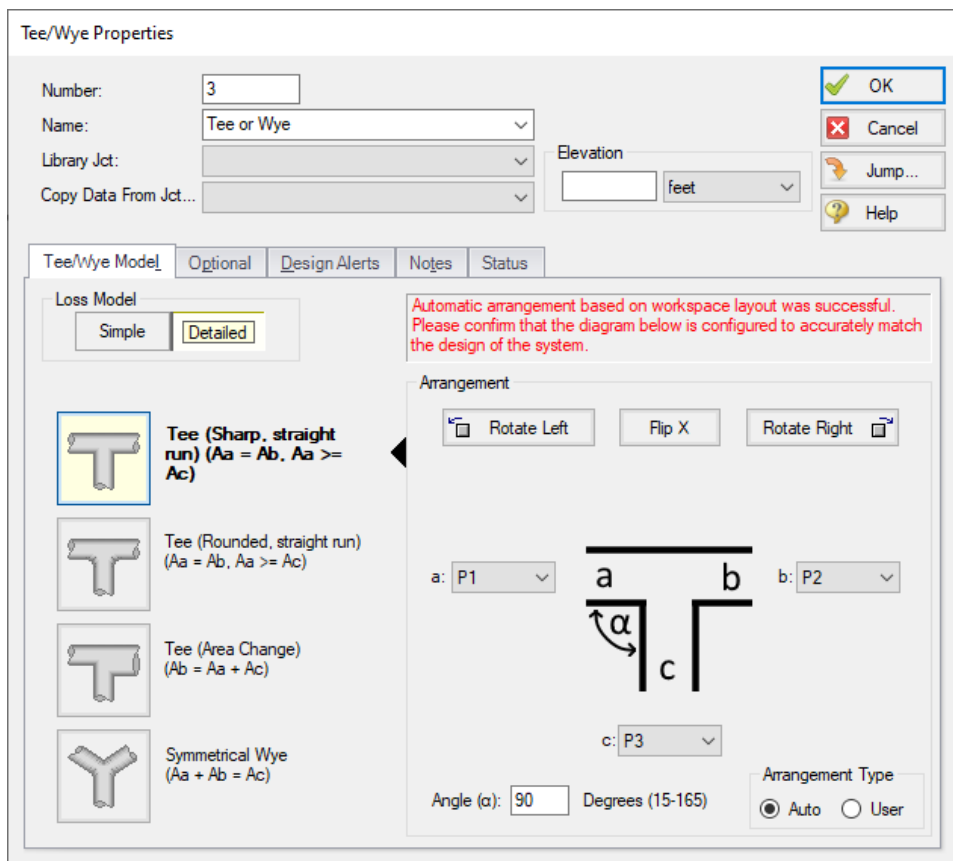 Tee/Wye Properties
Number:
3
OK
Name:
Tee or Wye
Cancel
Library Jct:
Elevation
Jump...
feet
Copy Data From Jct...
Help
Tee/Wye Model
Optional
Design Alerts
Notes
Status
Loss Model
Simple
Detailed
Automatic arrangement based on workspace layout was successful.
Please confirm that the diagram below is configured to accurately match
the design of the system.
Arrangement
Rotate Left
Flip X
Rotate Right
Tee (Sharp, straight
run) (Aa = Ab, Aa >=
Ac)
Tee (Rounded, straight run)
(Aa = Ab, Aa >= Ac)
a:
P1
a
b
b:
P2
α
c
Tee (Area Change)
(Ab = Aa + Ac)
c:
P3
Symmetrical Wye
(Aa + Ab = Ac)
Angle (α):
90
Degrees (15-165)
Arrangement Type
Auto
User